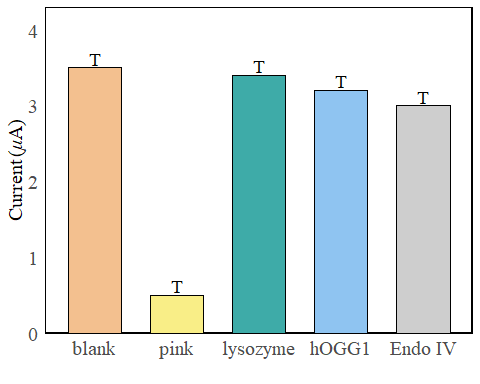 Current (μA)
4
3
2
1
0
T
T
T
T
T
blank
pink
lysozyme
hOGG1
Endo IV